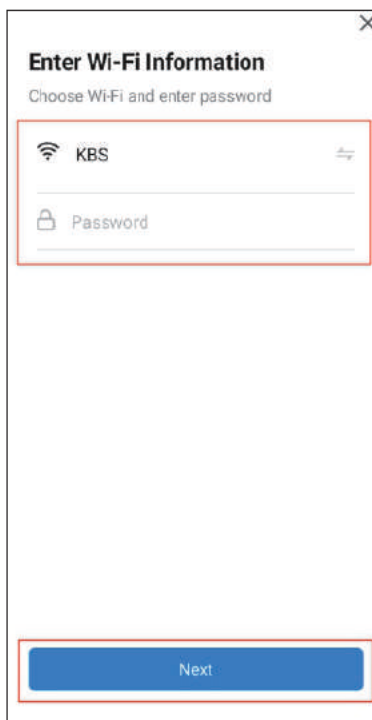 Enter Wi-Fi Information
Choose Wi-Fi and enter password
KBS
Password
Next